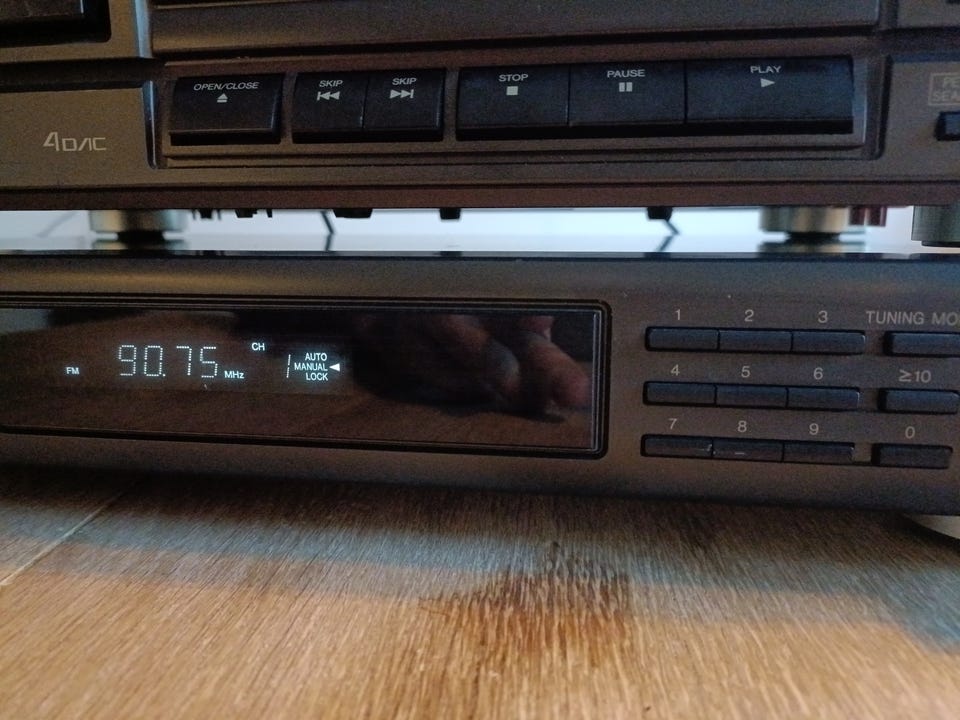 OPEN/CLOSE
SKIP
SKIP
STOP
PAUSE
PLAY
4DAC
FM
90.75
MHz
CH
1
AUTO
MANUAL
LOCK
1
2
3
TUNING MO
4
5
6
≥10
7
8
9
0